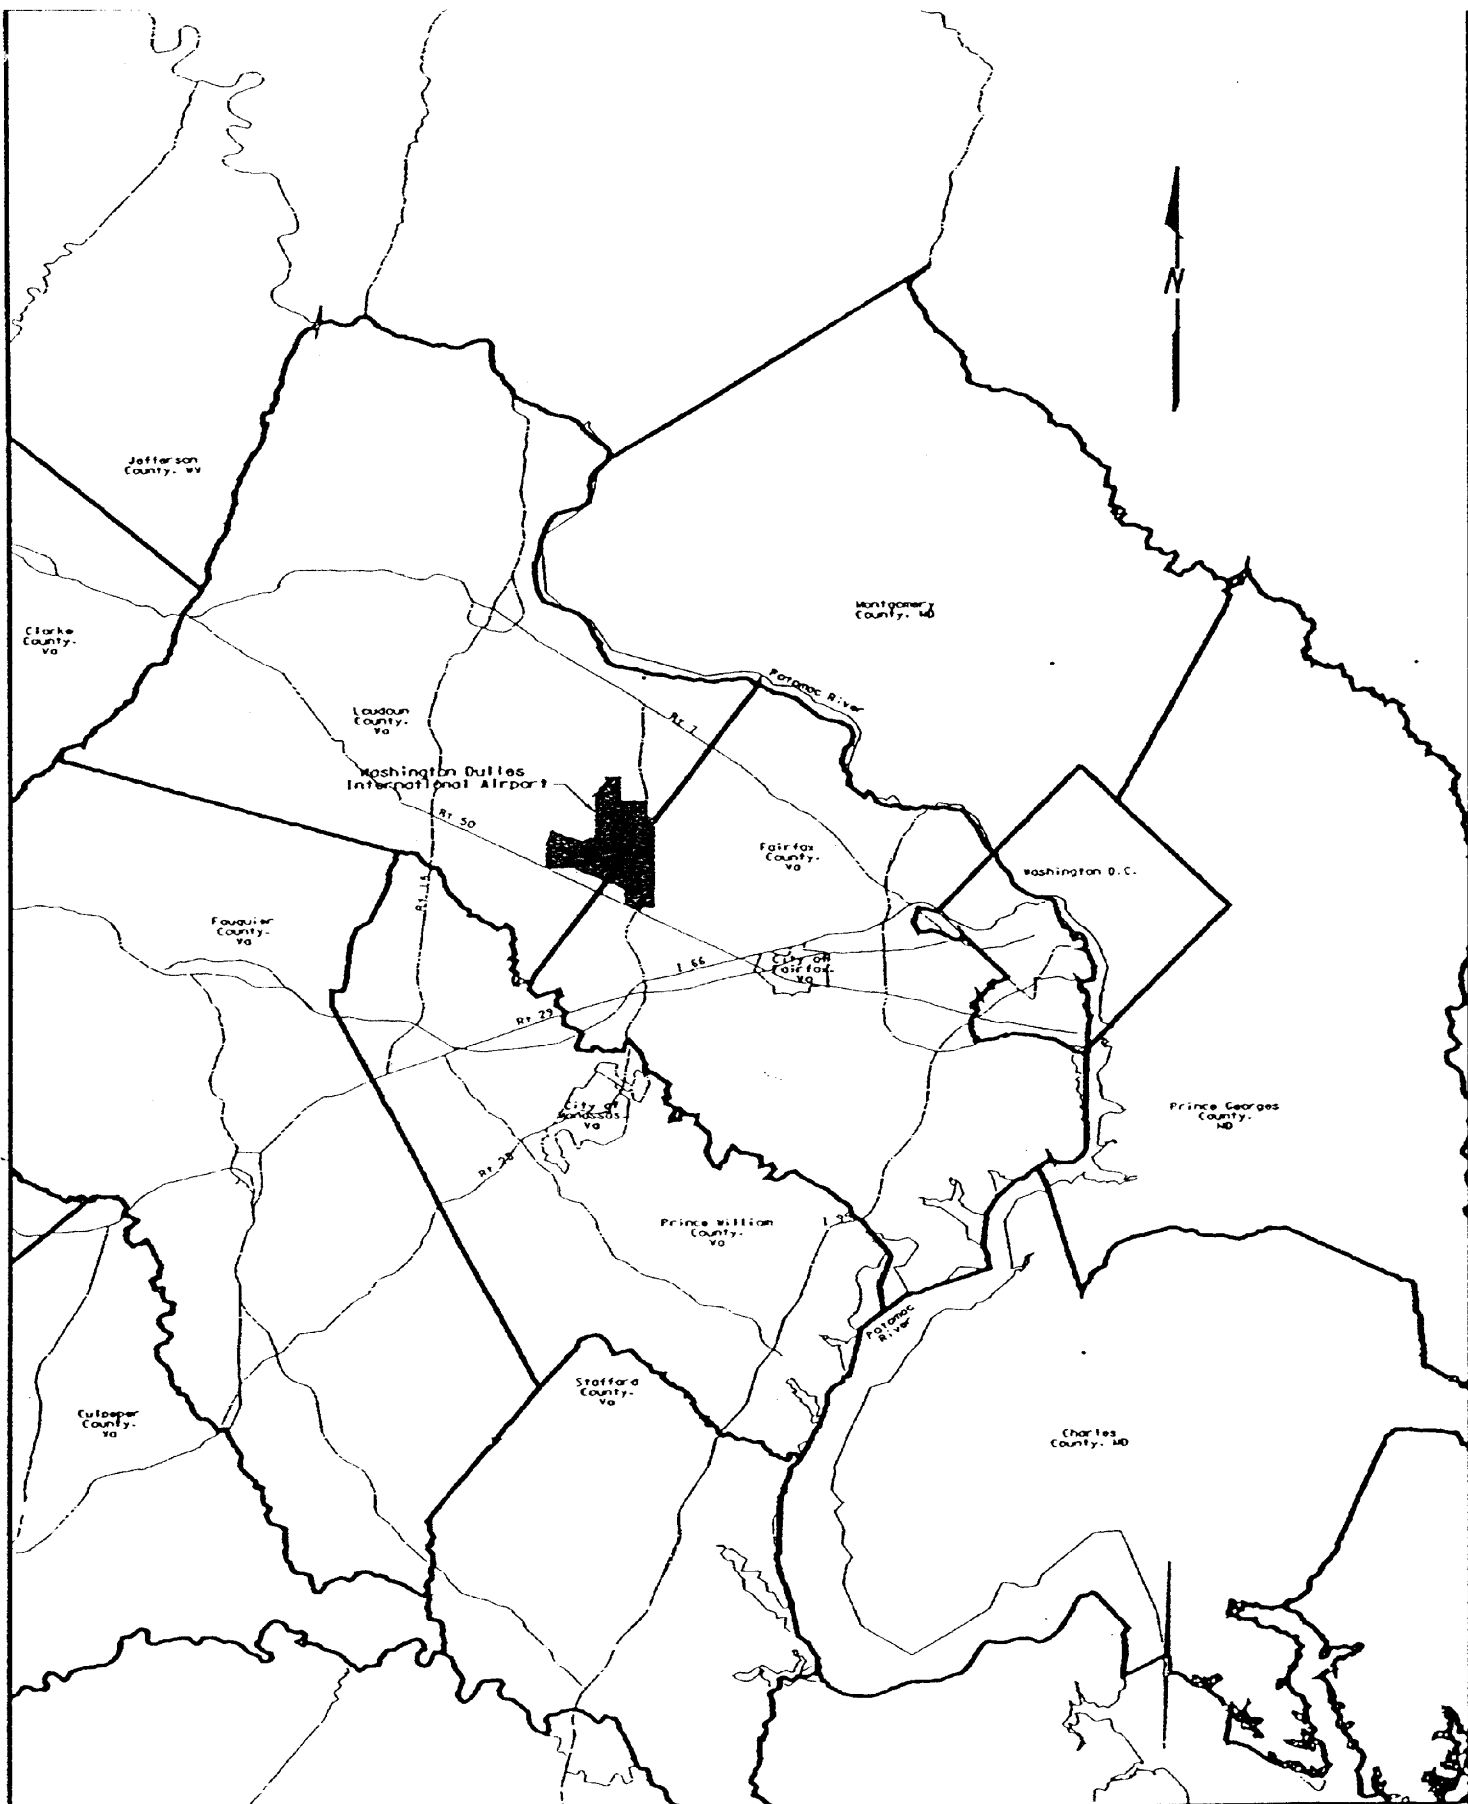 N
Jefferson
County. WV
Montgomery
County. MD
Clarke
County.
Va
Potomac River
Loudoun
County.
Va
Rt 7
Washington Dulles
International Airport
Rt 50
Fairfax
County.
Va
Washington D.C.
Rt 15
Fauquier
County.
Va
I 66
City of
Fairfax.
Va
Rt 29
City of
Manassas.
Va
Prince Georges
County.
MD
Rt 28
Prince William
County.
Va
I 95
Potomac
River
Stafford
County.
Va
Culpeper
County.
Va
Charles
County. MD